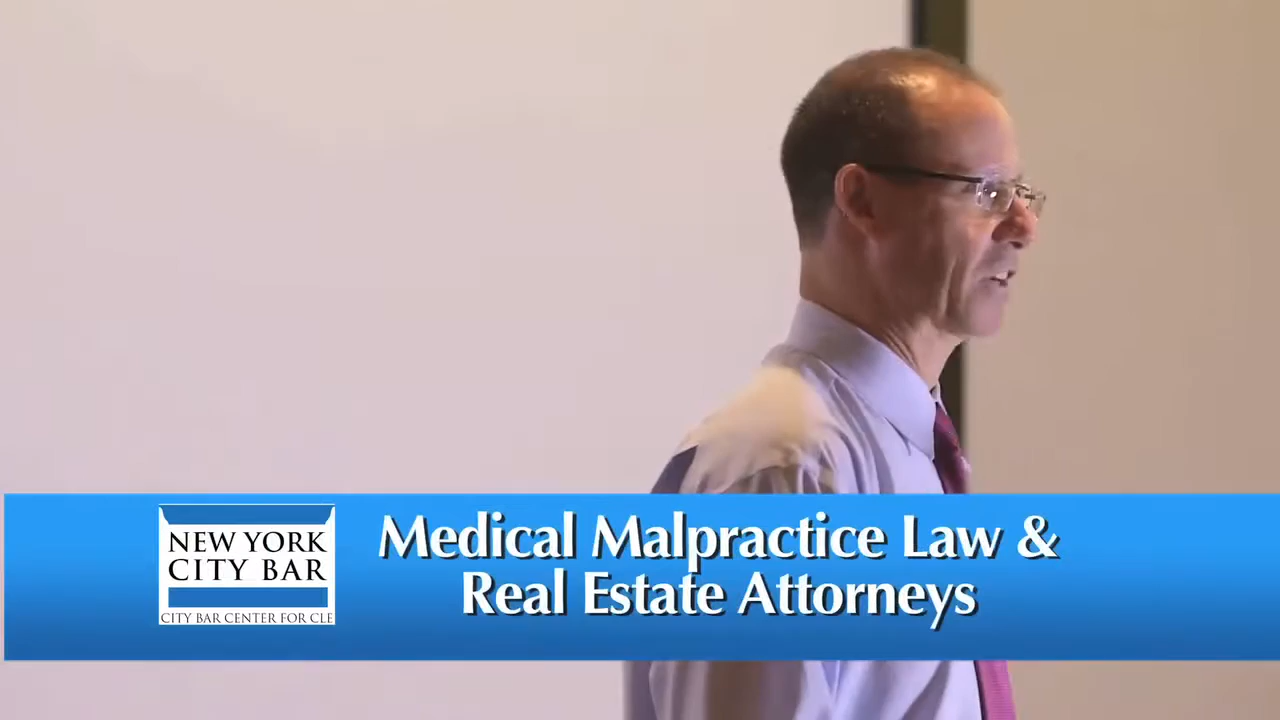 NEW YORK
CITY BAR
CITY BAR CENTER FOR CLE
Medical Malpractice Law &
Real Estate Attorneys